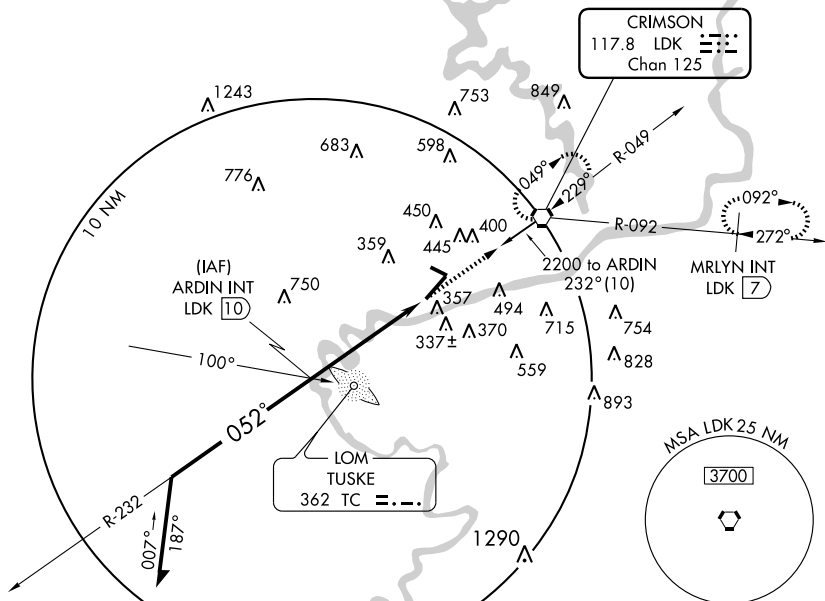 CRIMSON
117.8 LDK
Chan 125
1243
753
849
683
598
776
R-049
049°
229°
10 NM
450
400
445
359
R-092
092°
272°
(IAF)
ARDIN INT
LDK 10
750
2200 to ARDIN
232° (10)
MRLYN INT
LDK 7
357
494
337±
370
715
754
100°
559
828
893
052°
MSA LDK 25 NM
3700
LOM
TUSKE
362 TC
R-232
007°
187°
1290